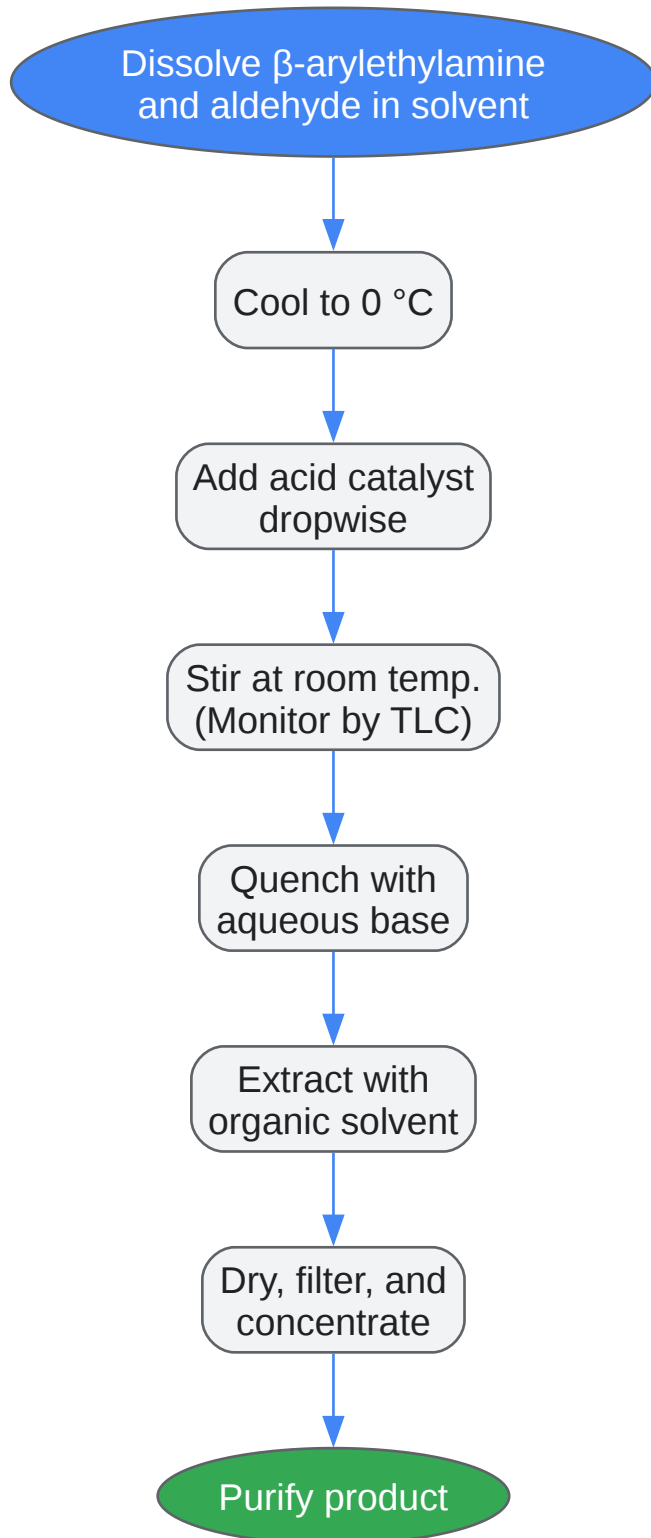 Dissolve β-arylethylamine
and aldehyde in solvent
Cool to 0 °C
Add acid catalyst
dropwise
Stir at room temp.
(Monitor by TLC)
Quench with
aqueous base
Extract with
organic solvent
Dry, filter, and
concentrate
Purify product